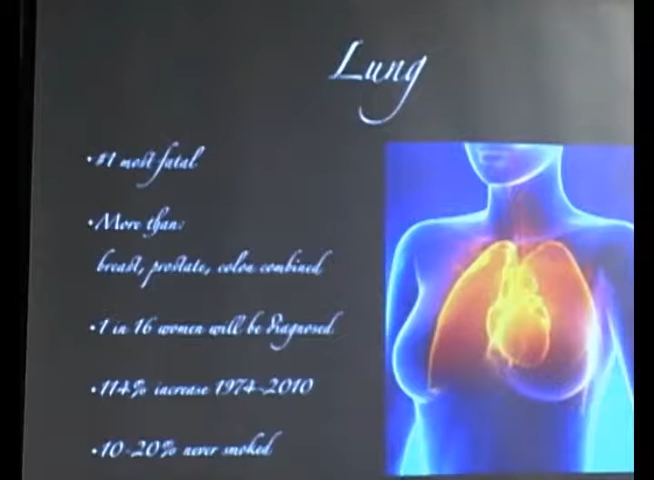 Lung
•#1 most fatal
•More than:
breast, prostate, colon combined
•1 in 16 women will be diagnosed
•114% increase 1974-2010
•10-20% never smoked